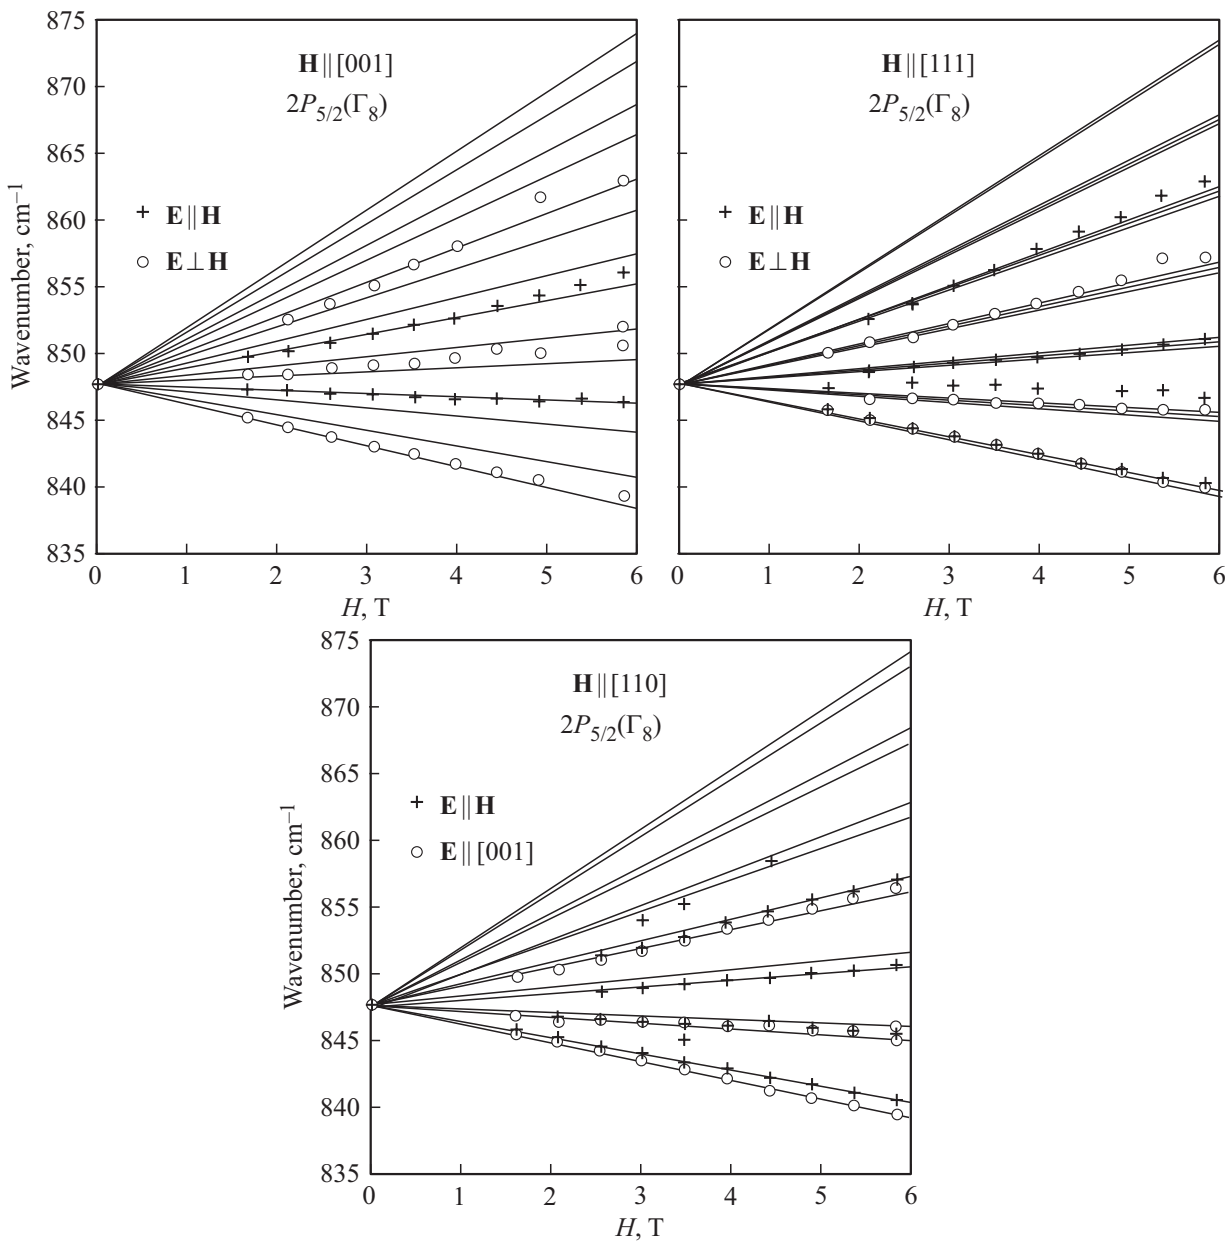 875
870
865
860
855
850
845
840
835
Wavenumber, cm⁻¹
H||[001]
2P₅/₂(Γ₈)
+ E||H
○ E⊥H
0 1 2 3 4 5 6
H, T
H||[111]
2P₅/₂(Γ₈)
+ E||H
○ E⊥H
0 1 2 3 4 5 6
H, T
875
870
865
860
855
850
845
840
835
Wavenumber, cm⁻¹
H||[110]
2P₅/₂(Γ₈)
+ E||H
○ E||[001]
0 1 2 3 4 5 6
H, T